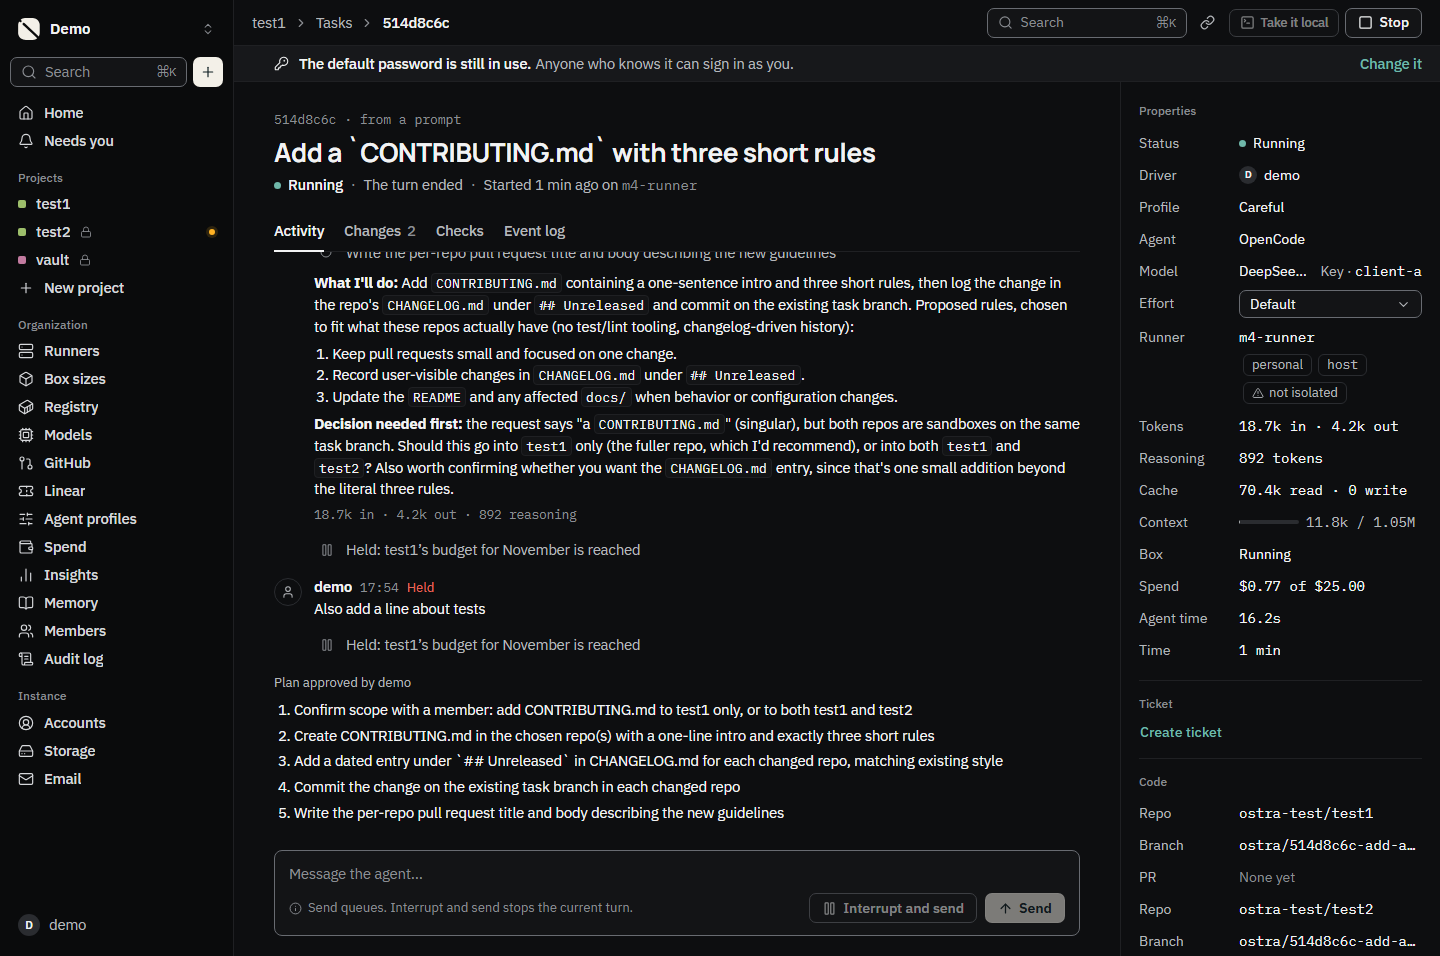 Demo
Search ⌘K
Home
Needs you
Projects
test1
test2
vault
New project
Organization
Runners
Box sizes
Registry
Models
GitHub
Linear
Agent profiles
Spend
Insights
Memory
Members
Audit log
Instance
Accounts
Storage
Email
D demo
test1 > Tasks > 514d8c6c
Search ⌘K
Take it local
Stop
The default password is still in use. Anyone who knows it can sign in as you.
Change it
514d8c6c · from a prompt
Add a `CONTRIBUTING.md` with three short rules
Running · The turn ended · Started 1 min ago on m4-runner
Activity Changes 2 Checks Event log
Write the per-repo pull request title and body describing the new guidelines
What I'll do: Add CONTRIBUTING.md containing a one-sentence intro and three short rules, then log the change in
the repo's CHANGELOG.md under ## Unreleased and commit on the existing task branch. Proposed rules, chosen
to fit what these repos actually have (no test/lint tooling, changelog-driven history):
1. Keep pull requests small and focused on one change.
2. Record user-visible changes in CHANGELOG.md under ## Unreleased.
3. Update the README and any affected docs/ when behavior or configuration changes.
Decision needed first: the request says "a CONTRIBUTING.md" (singular), but both repos are sandboxes on the same
task branch. Should this go into test1 only (the fuller repo, which I'd recommend), or into both test1 and
test2? Also worth confirming whether you want the CHANGELOG.md entry, since that's one small addition beyond
the literal three rules.
18.7k in · 4.2k out · 892 reasoning
Held: test1’s budget for November is reached
demo 17:54 Held
Also add a line about tests
Held: test1’s budget for November is reached
Plan approved by demo
1. Confirm scope with a member: add CONTRIBUTING.md to test1 only, or to both test1 and test2
2. Create CONTRIBUTING.md in the chosen repo(s) with a one-line intro and exactly three short rules
3. Add a dated entry under `## Unreleased` in CHANGELOG.md for each changed repo, matching existing style
4. Commit the change on the existing task branch in each changed repo
5. Write the per-repo pull request title and body describing the new guidelines
Message the agent...
Send queues. Interrupt and send stops the current turn.
Interrupt and send
Send
Properties
Status Running
Driver D demo
Profile Careful
Agent OpenCode
Model DeepSee... Key · client-a
Effort Default
Runner m4-runner
personal host
not isolated
Tokens 18.7k in · 4.2k out
Reasoning 892 tokens
Cache 70.4k read · 0 write
Context 11.8k / 1.05M
Box Running
Spend $0.77 of $25.00
Agent time 16.2s
Time 1 min
Ticket
Create ticket
Code
Repo ostra-test/test1
Branch ostra/514d8c6c-add-a…
PR None yet
Repo ostra-test/test2
Branch ostra/514d8c6c-add-a…